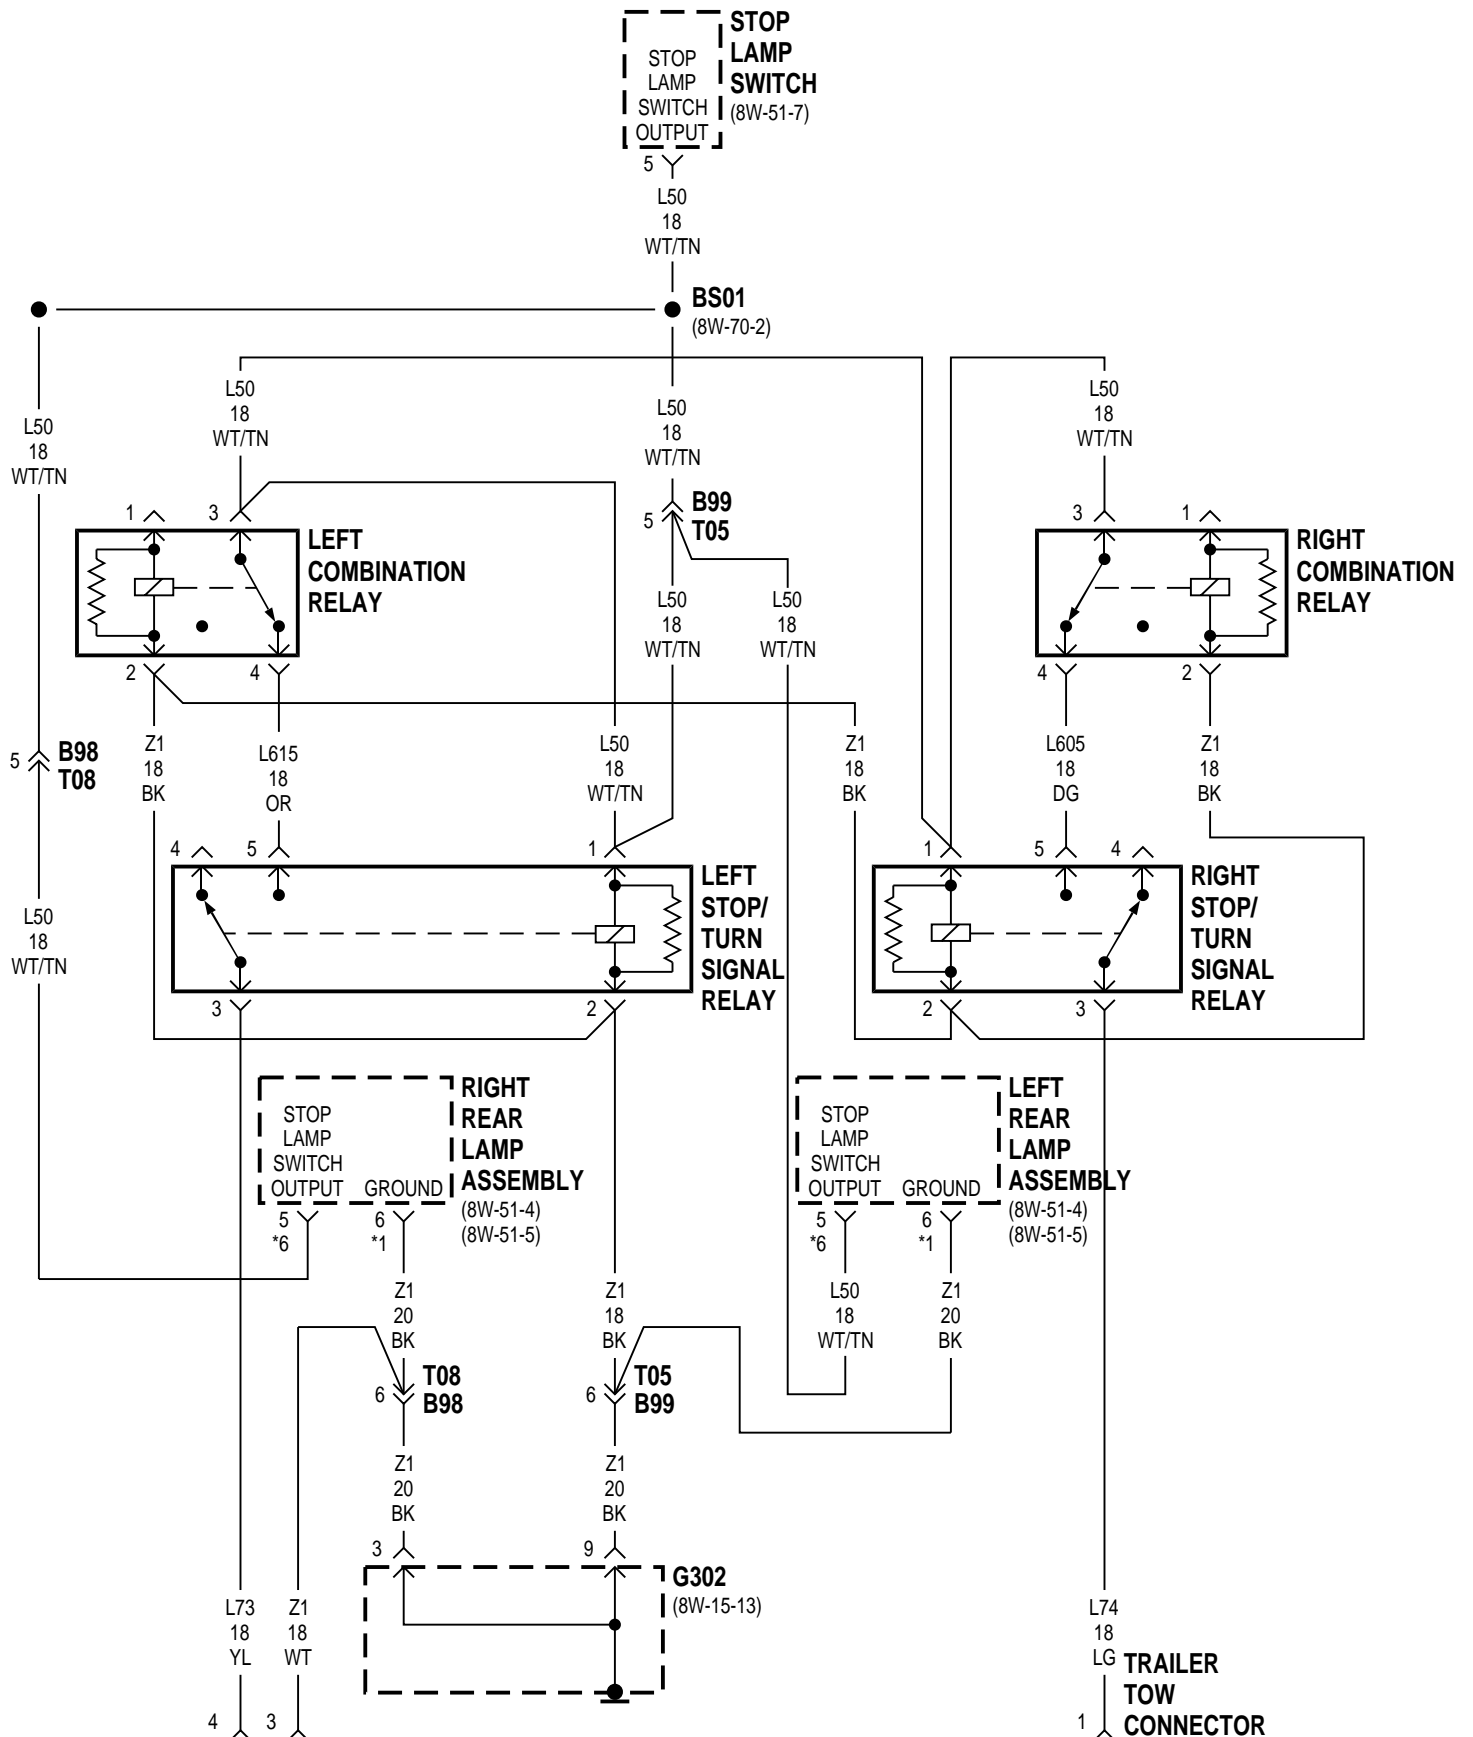 STOP
LAMP
SWITCH
(8W-51-7)
STOP
LAMP
SWITCH
OUTPUT
5
L50
18
WT/TN
BS01
(8W-70-2)
L50
18
WT/TN
L50
18
WT/TN
L50
18
WT/TN
L50
18
WT/TN
1
3
LEFT
COMBINATION
RELAY
5
B99
T05
3
1
RIGHT
COMBINATION
RELAY
L50
18
WT/TN
L50
18
WT/TN
2
4
4
2
5
B98
T08
Z1
18
BK
L615
18
OR
L50
18
WT/TN
Z1
18
BK
L605
18
DG
Z1
18
BK
4
5
1
LEFT
STOP/
TURN
SIGNAL
RELAY
1
5
4
RIGHT
STOP/
TURN
SIGNAL
RELAY
L50
18
WT/TN
3
2
2
3
STOP
LAMP
SWITCH
OUTPUT
GROUND
RIGHT
REAR
LAMP
ASSEMBLY
(8W-51-4)
(8W-51-5)
5
*6
6
*1
STOP
LAMP
SWITCH
OUTPUT
GROUND
LEFT
REAR
LAMP
ASSEMBLY
(8W-51-4)
(8W-51-5)
5
*6
6
*1
Z1
20
BK
Z1
18
BK
L50
18
WT/TN
Z1
20
BK
6
T08
B98
6
T05
B99
Z1
20
BK
Z1
20
BK
3
9
G302
(8W-15-13)
L73
18
YL
Z1
18
WT
L74
18
LG
4
3
1
TRAILER
TOW
CONNECTOR